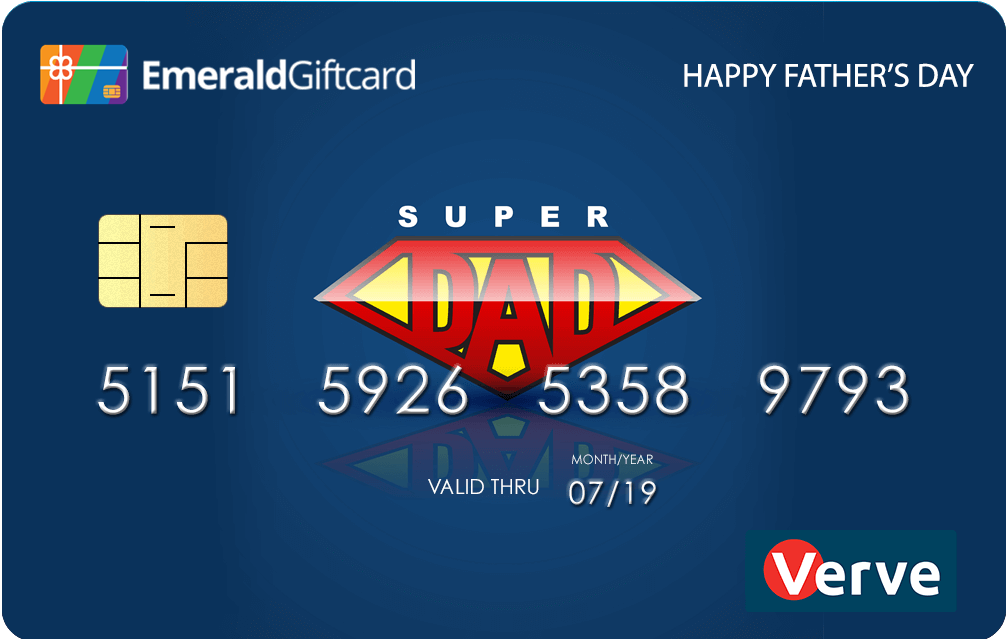 EmeraldGiftcard
HAPPY FATHER'S DAY
SUPER
DAD
5151 5926 5358 9793
MONTH/YEAR
VALID THRU 07/19
Verve